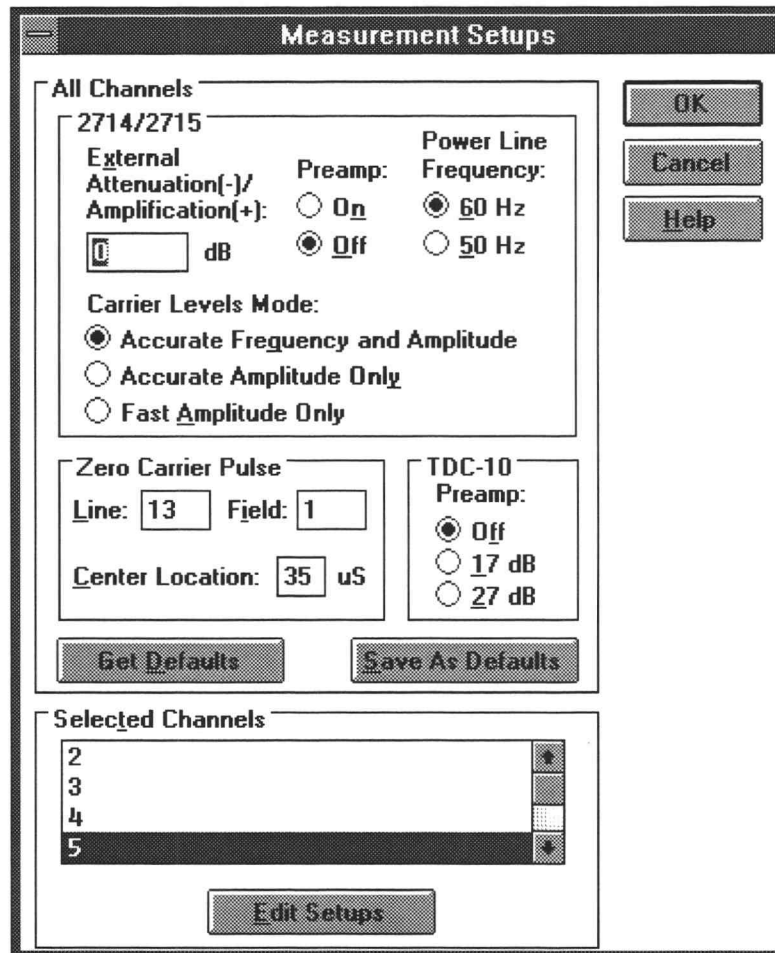 Measurement Setups
All Channels
2714/2715
External
Attenuation(-)/
Amplification(+):
0 dB
Preamp:
On
Off
Power Line
Frequency:
60 Hz
50 Hz
Carrier Levels Mode:
Accurate Frequency and Amplitude
Accurate Amplitude Only
Fast Amplitude Only
Zero Carrier Pulse
Line: 13 Field: 1
Center Location: 35 uS
TDC-10
Preamp:
Off
17 dB
27 dB
Get Defaults
Save As Defaults
Selected Channels
2
3
4
5
Edit Setups
OK
Cancel
Help